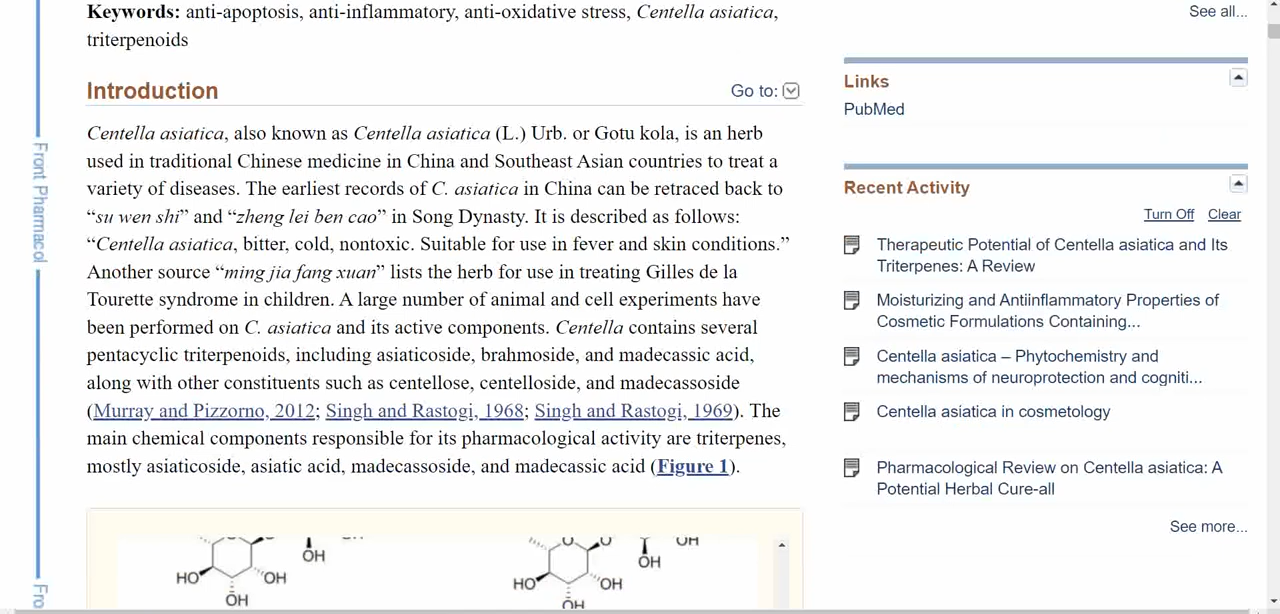 Keywords: anti-apoptosis, anti-inflammatory, anti-oxidative stress, Centella asiatica,
triterpenoids
Introduction
Go to:
Centella asiatica, also known as Centella asiatica (L.) Urb. or Gotu kola, is an herb
used in traditional Chinese medicine in China and Southeast Asian countries to treat a
variety of diseases. The earliest records of C. asiatica in China can be retraced back to
“su wen shi” and “zheng lei ben cao” in Song Dynasty. It is described as follows:
“Centella asiatica, bitter, cold, nontoxic. Suitable for use in fever and skin conditions.”
Another source “ming jia fang xuan” lists the herb for use in treating Gilles de la
Tourette syndrome in children. A large number of animal and cell experiments have
been performed on C. asiatica and its active components. Centella contains several
pentacyclic triterpenoids, including asiaticoside, brahmoside, and madecassic acid,
along with other constituents such as centellose, centelloside, and madecassoside
(Murray and Pizzorno, 2012; Singh and Rastogi, 1968; Singh and Rastogi, 1969). The
main chemical components responsible for its pharmacological activity are triterpenes,
mostly asiaticoside, asiatic acid, madecassoside, and madecassic acid (Figure 1).
OH
HO
OH
OH
O
O
OH
OH
HO
OH
OH
Front Pharmacol
Fro
See all...
Links
PubMed
Recent Activity
Turn Off Clear
Therapeutic Potential of Centella asiatica and Its
Triterpenes: A Review
Moisturizing and Antiinflammatory Properties of
Cosmetic Formulations Containing...
Centella asiatica – Phytochemistry and
mechanisms of neuroprotection and cogniti...
Centella asiatica in cosmetology
Pharmacological Review on Centella asiatica: A
Potential Herbal Cure-all
See more...